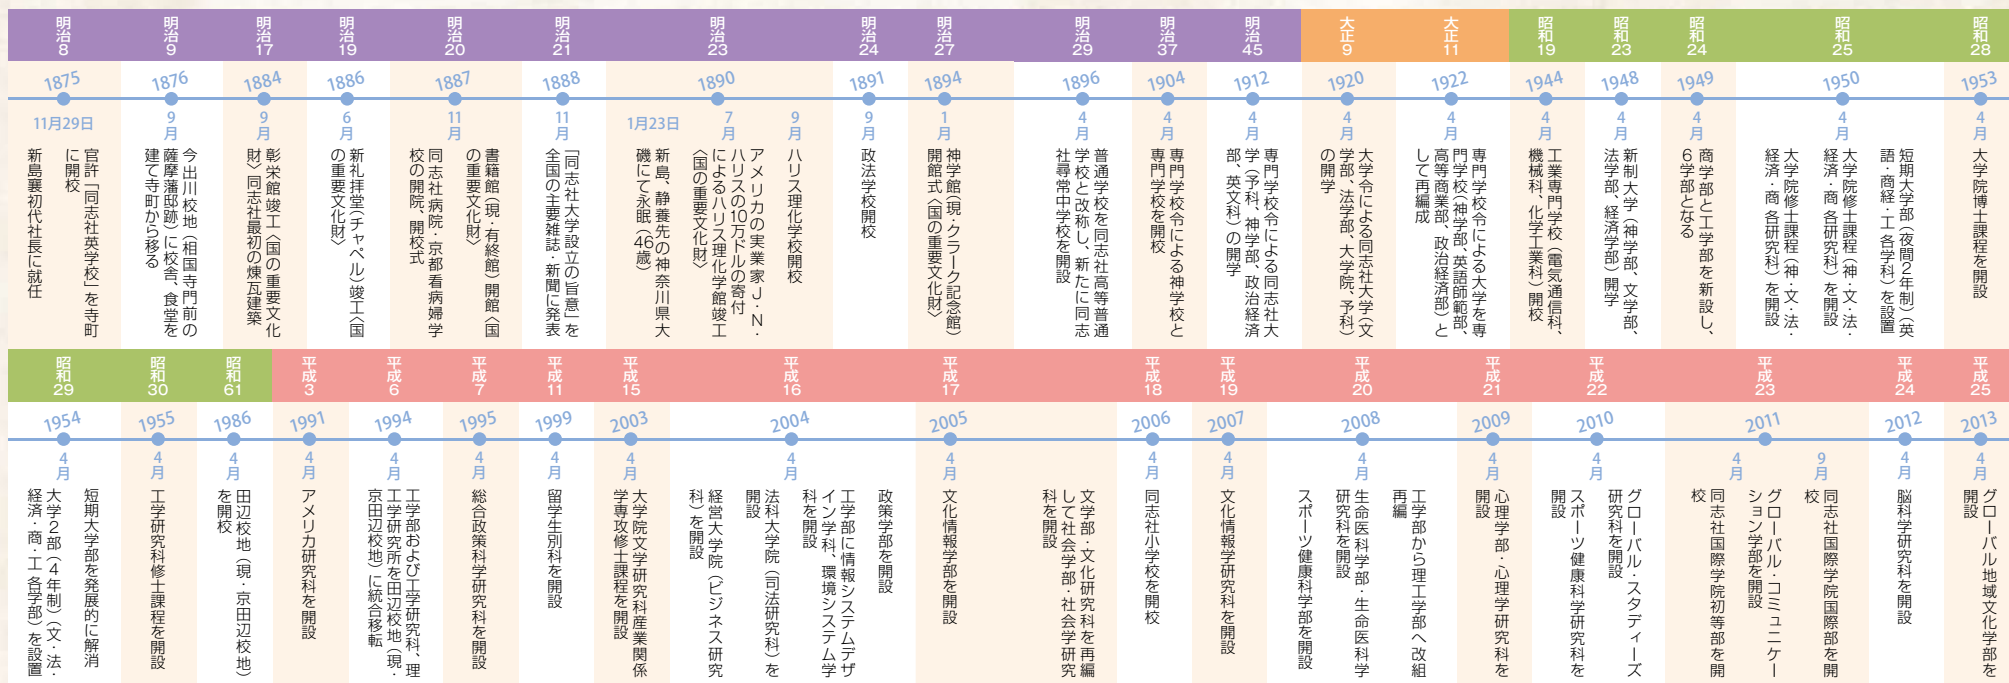 明治8
1875
11月29日
官許「同志社英学校」を寺町
に開校
新島襄初代社長に就任
明治9
1876
9月
今出川校地(相国寺門前の
薩摩藩邸跡)に校舎、食堂を
建て寺町から移る
明治17
1884
9月
彰栄館竣工〈国の重要文化
財〉同志社最初の煉瓦建築
明治19
1886
6月
新礼拝堂(チャペル)竣工〈国
の重要文化財〉
明治20
1887
11月
書籍館(現・有終館)開館〈国
の重要文化財〉
同志社病院・京都看病婦学
校の開院、開校式
明治21
1888
11月
「同志社大学設立の旨意」を
全国の主要雑誌・新聞に発表
明治23
1890
1月23日
新島、静養先の神奈川県大
磯にて永眠(46歳)
7月
アメリカの実業家J・N・
ハリスの10万ドルの寄付
によるハリス理化学館竣工
〈国の重要文化財〉
9月
ハリス理化学校開校
明治24
1891
9月
政法学校開校
明治27
1894
1月
神学館(現・クラーク記念館)
開館式〈国の重要文化財〉
明治29
1896
4月
普通学校を同志社高等普通
学校と改称し、新たに同志
社尋常中学校を開設
明治37
1904
4月
専門学校令による神学校と
専門学校を開校
明治45
1912
4月
専門学校令による同志社大
学(予科、神学部、政治経済
部、英文科)の開学
大正9
1920
4月
大学令による同志社大学(文
学部、法学部、大学院、予科)
の開学
大正11
1922
4月
専門学校令による大学を専
門学校(神学部、英語師範部、
高等商業部、政治経済部)と
して再編成
昭和19
1944
4月
工業専門学校(電気通信科、
機械科、化学工業科)開校
昭和23
1948
4月
新制大学(神学部、文学部、
法学部、経済学部)開学
昭和24
1949
4月
商学部と工学部を新設し、
6学部となる
昭和25
1950
4月
短期大学部(夜間2年制)(英
語・商経・工 各学科)を設置
大学院修士課程(神・文・法・
経済・商 各研究科)を開設
大学院修士課程(神・文・法・
経済・商 各研究科)を開設
昭和28
1953
4月
大学院博士課程を開設
昭和29
1954
4月
短期大学部を発展的に解消
大学2部(4年制)(文・法・
経済・商・工 各学部)を設置
昭和30
1955
4月
工学研究科修士課程を開設
昭和61
1986
4月
田辺校地(現・京田辺校地)
を開校
平成3
1991
4月
アメリカ研究科を開設
平成6
1994
4月
工学部および工学研究科、理
工学研究所を田辺校地(現・
京田辺校地)に統合移転
平成7
1995
4月
総合政策科学研究科を開設
平成11
1999
4月
留学生別科を開設
平成15
2003
4月
大学院文学研究科産業関係
学専攻修士課程を開設
平成16
2004
4月
政策学部を開設
工学部に情報システムデザ
イン学科、環境システム学
科を開設
法科大学院(司法研究科)を
開設
経営大学院(ビジネス研究
科)を開設
平成17
2005
4月
文学部・文化研究科を再編
して社会学部・社会学研究
科を開設
文化情報学部を開設
平成18
2006
4月
同志社小学校を開校
平成19
2007
4月
文化情報学研究科を開設
平成20
2008
4月
工学部から理工学部へ改組
再編
生命医科学部・生命医科学
研究科を開設
スポーツ健康科学部を開設
平成21
2009
4月
心理学部・心理学研究科を
開設
平成22
2010
4月
グローバル・スタディーズ
研究科を開設
スポーツ健康科学研究科を
開設
平成23
2011
4月
グローバル・コミュニケー
ション学部を開設
同志社国際学院初等部を開
校
9月
同志社国際学院国際部を開
校
平成24
2012
4月
脳科学研究科を開設
平成25
2013
4月
グローバル地域文化学部を
開設